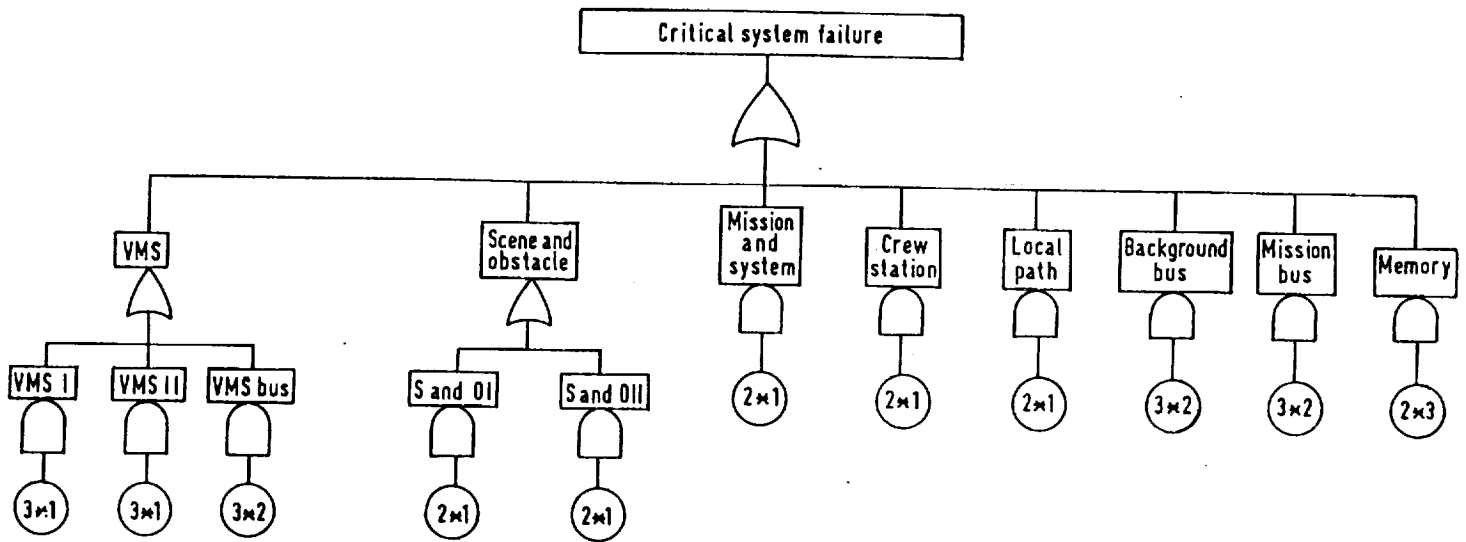 Critical system failure
VMS
Scene and
obstacle
Mission
and
system
Crew
station
Local
path
Background
bus
Mission
bus
Memory
VMS I
VMS II
VMS bus
S and OI
S and OII
2*1
2*1
2*1
3*2
3*2
2*3
3*1
3*1
3*2
2*1
2*1